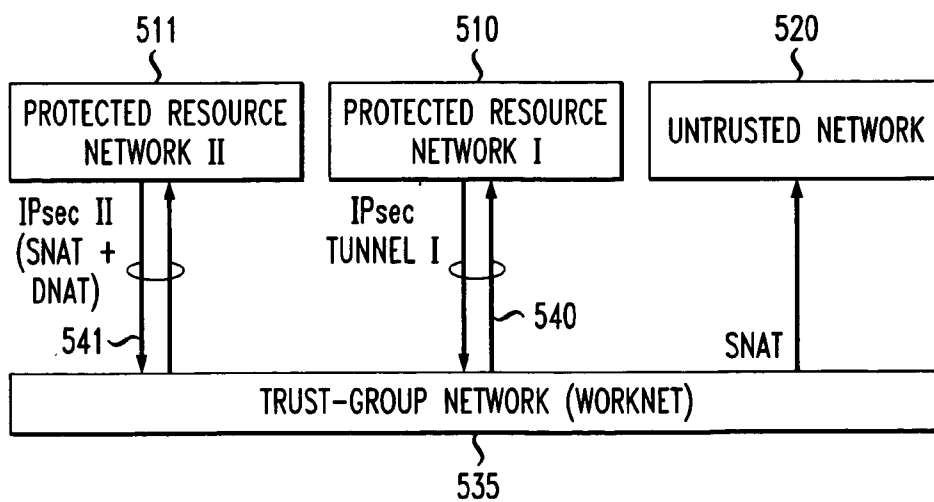 511
510
520
PROTECTED RESOURCE
NETWORK II
PROTECTED RESOURCE
NETWORK I
UNTRUSTED NETWORK
IPsec II
(SNAT +
DNAT)
541
IPsec
TUNNEL I
540
SNAT
TRUST-GROUP NETWORK (WORKNET)
535